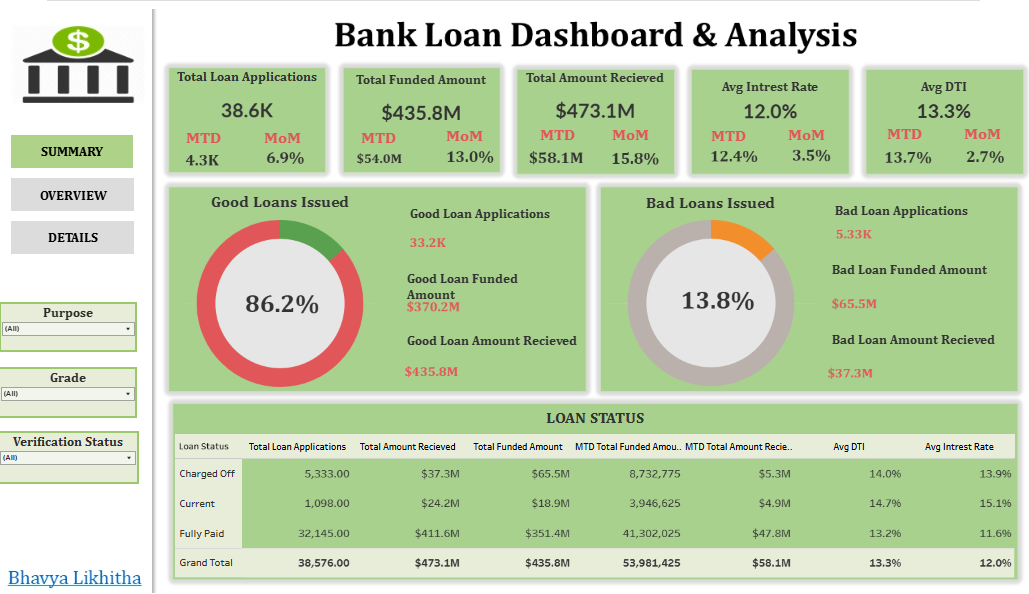 Bank Loan Dashboard & Analysis
$
SUMMARY
OVERVIEW
DETAILS
Purpose
(All)
Grade
(All)
Verification Status
(All)
Bhavya Likhitha
Total Loan Applications
38.6K
MTD MoM
4.3K 6.9%
Total Funded Amount
$435.8M
MTD MoM
$54.0M 13.0%
Total Amount Recieved
$473.1M
MTD MoM
$58.1M 15.8%
Avg Intrest Rate
12.0%
MTD MoM
12.4% 3.5%
Avg DTI
13.3%
MTD MoM
13.7% 2.7%
Good Loans Issued
86.2%
Good Loan Applications
33.2K
Good Loan Funded
Amount
$370.2M
Good Loan Amount Recieved
$435.8M
Bad Loans Issued
13.8%
Bad Loan Applications
5.33K
Bad Loan Funded Amount
$65.5M
Bad Loan Amount Recieved
$37.3M
LOAN STATUS
Loan Status Total Loan Applications Total Amount Recieved Total Funded Amount MTD Total Funded Amou.. MTD Total Amount Recie.. Avg DTI Avg Intrest Rate
Charged Off 5,333.00 $37.3M $65.5M 8,732,775 $5.3M 14.0% 13.9%
Current 1,098.00 $24.2M $18.9M 3,946,625 $4.9M 14.7% 15.1%
Fully Paid 32,145.00 $411.6M $351.4M 41,302,025 $47.8M 13.2% 11.6%
Grand Total 38,576.00 $473.1M $435.8M 53,981,425 $58.1M 13.3% 12.0%